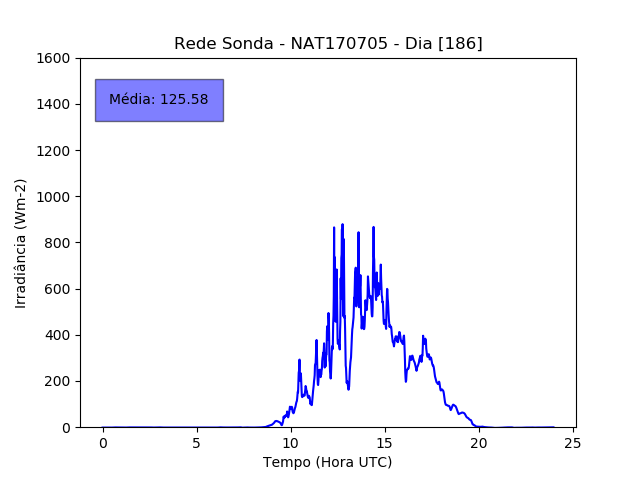 Rede Sonda - NAT170705 - Dia [186]
1600
1400
1200
1000
800
600
400
200
0
Irradiância (Wm-2)
Média: 125.58
0 5 10 15 20 25
Tempo (Hora UTC)